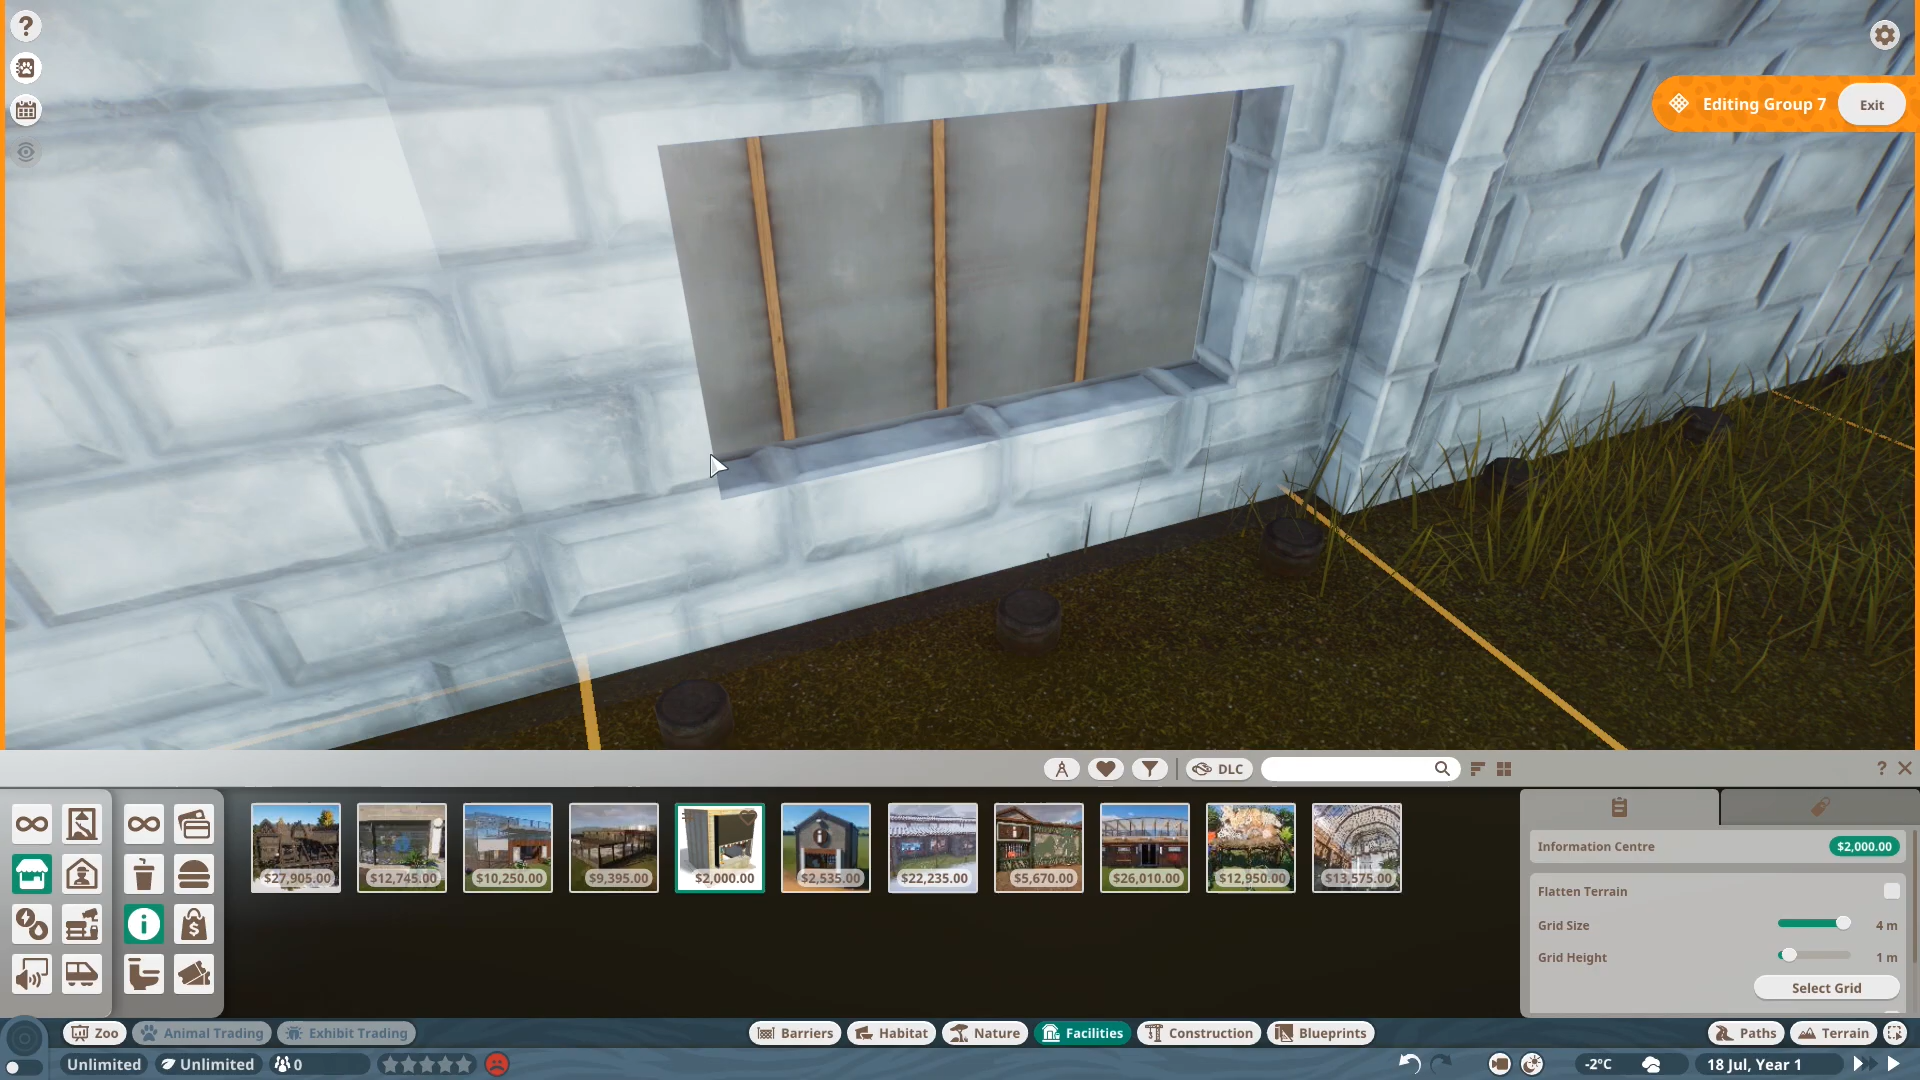 ?
Editing Group 7
Exit
DLC
?
$27,905.00
$12,745.00
$10,250.00
$9,395.00
$2,000.00
$2,535.00
$22,235.00
$5,670.00
$26,010.00
$12,950.00
$13,575.00
Information Centre
$2,000.00
Flatten Terrain
Grid Size
4 m
Grid Height
1 m
Select Grid
Zoo
Animal Trading
Exhibit Trading
Barriers
Habitat
Nature
Facilities
Construction
Blueprints
Paths
Terrain
Unlimited
Unlimited
0
-2°C
18 Jul, Year 1